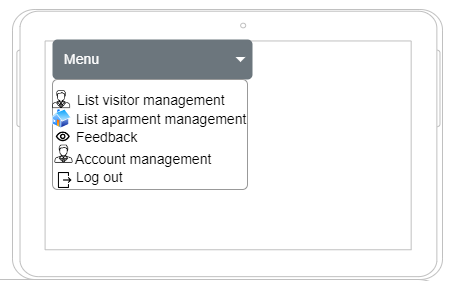 Menu
List visitor management
List aparment management
Feedback
Account management
Log out